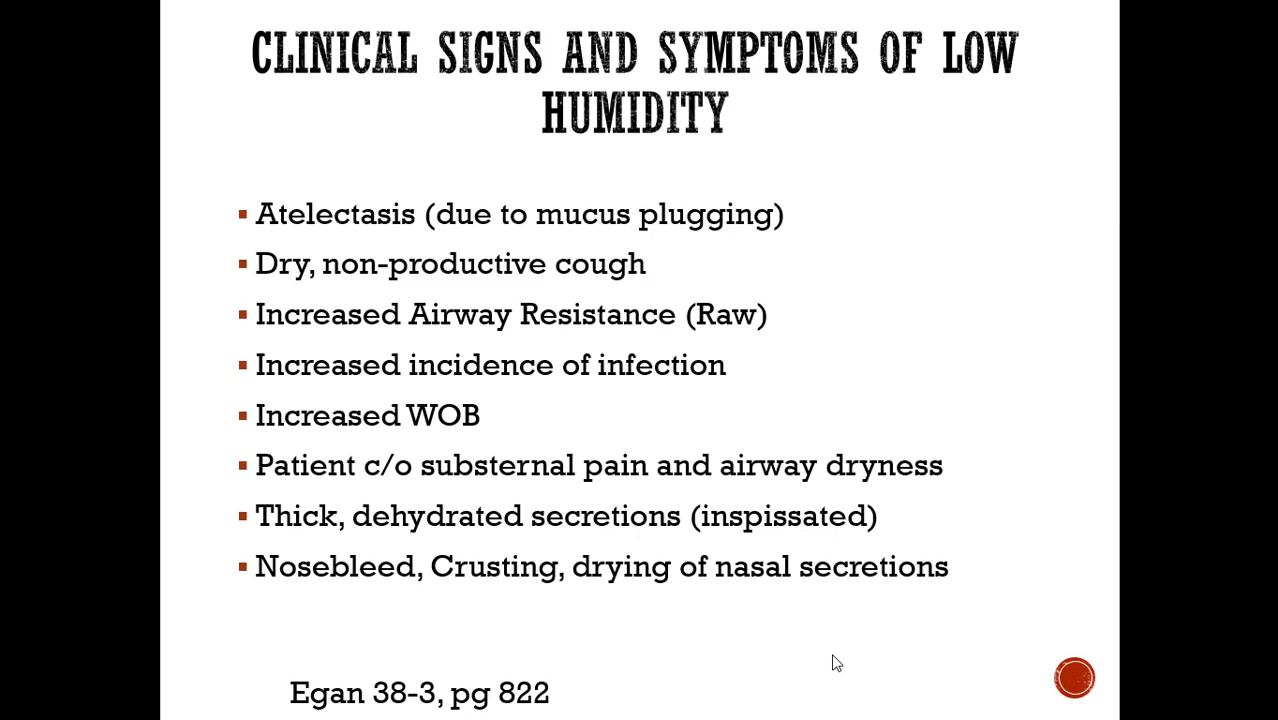 CLINICAL SIGNS AND SYMPTOMS OF LOW
HUMIDITY
▪ Atelectasis (due to mucus plugging)
▪ Dry, non-productive cough
▪ Increased Airway Resistance (Raw)
▪ Increased incidence of infection
▪ Increased WOB
▪ Patient c/o substernal pain and airway dryness
▪ Thick, dehydrated secretions (inspissated)
▪ Nosebleed, Crusting, drying of nasal secretions
Egan 38-3, pg 822